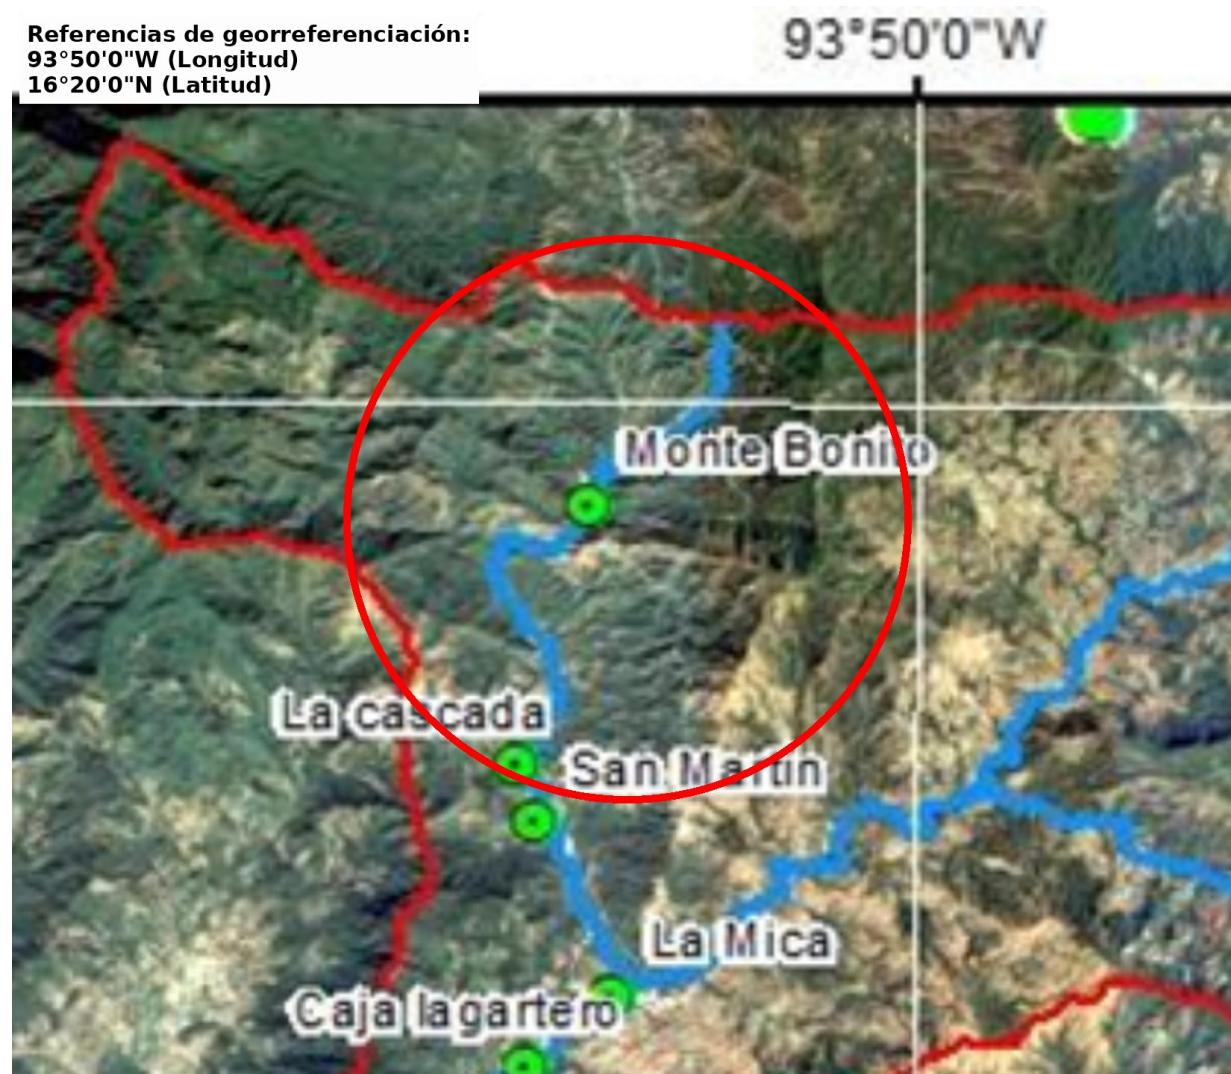 Referencias de georreferenciación:
93°50'0"W (Longitud)
16°20'0"N (Latitud)
93°50'0"W
Monte Bonito
La cascada
San Martin
La Mica
Caja lagartero